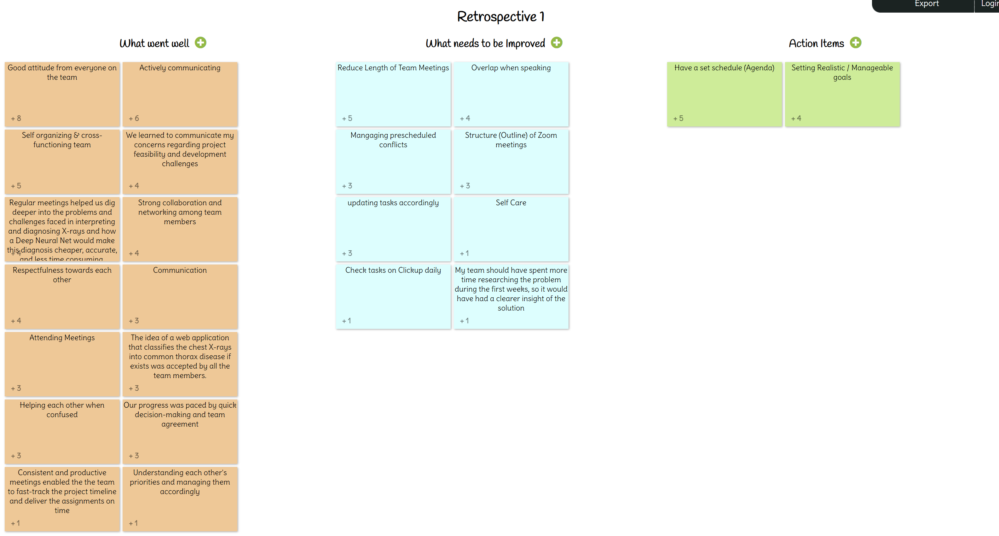 Export
Login
Retrospective 1
What went well
Good attitude from everyone on
the team
+ 8
Actively communicating
+ 6
Self organizing & cross-
functioning team
+ 5
We learned to communicate my
concerns regarding project
feasibility and development
challenges
+ 4
Regular meetings helped us dig
deeper into the problems and
challenges faced in interpreting
and diagnosing X-rays and how
a Deep Neural Net would make
this diagnosis cheaper, accurate,
and less time consuming
+ 4
Strong collaboration and
networking among team
members
+ 4
Respectfulness towards each
other
+ 4
Communication
+ 3
Attending Meetings
+ 3
The idea of a web application
that classifies the chest X-rays
into common thorax disease if
exists was accepted by all the
team members.
+ 3
Helping each other when
confused
+ 3
Our progress was paced by quick
decision-making and team
agreement
+ 3
Consistent and productive
meetings enabled the the team
to fast-track the project timeline
and deliver the assignments on
time
+ 1
Understanding each other's
priorities and managing them
accordingly
+ 1
What needs to be Improved
Reduce Length of Team Meetings
+ 5
Overlap when speaking
+ 4
Mangaging prescheduled
conflicts
+ 3
Structure (Outline) of Zoom
meetings
+ 3
updating tasks accordingly
+ 3
Self Care
+ 1
Check tasks on Clickup daily
+ 1
My team should have spent more
time researching the problem
during the first weeks, so it would
have had a clearer insight of the
solution
+ 1
Action Items
Have a set schedule (Agenda)
+ 5
Setting Realistic / Manageable
goals
+ 4